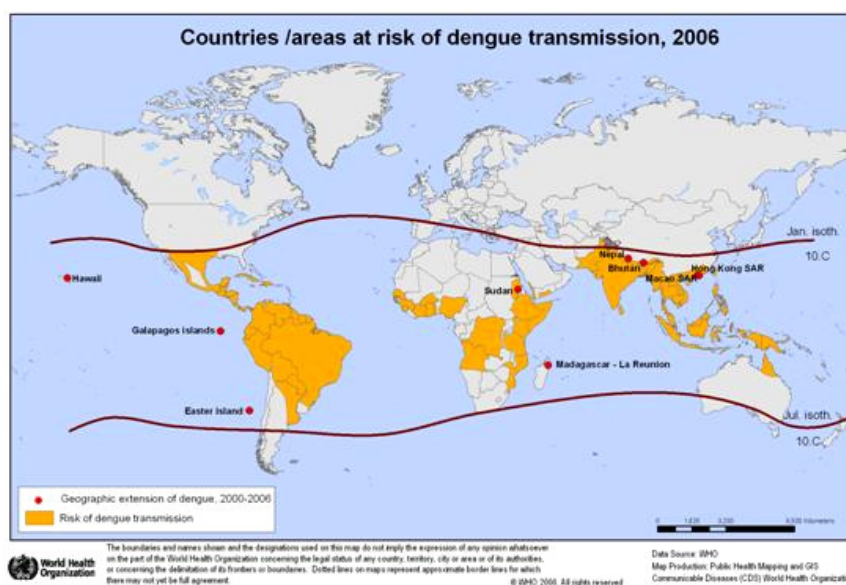 Countries /areas at risk of dengue transmission, 2006
Jan. isoth.
10.C
Nepal
Bhutan
Hong Kong SAR
Macao SAR
Hawaii
Sudan
Galapagos Islands
Madagascar - La Reunion
Easter Island
Jul. isoth.
10.C
Geographic extension of dengue, 2000-2006
Risk of dengue transmission
World Health
Organization
The boundaries and names shown and the designations used on this map do not imply the expression of any opinion whatsoever
on the part of the World Health Organization concerning the legal status of any country, territory, city or area or of its authorities,
or concerning the delimitation of its frontiers or boundaries. Dotted lines on maps represent approximate border lines for which
there may not yet be full agreement.
© WHO 2006. All rights reserved
Data Source: WHO
Map Production: Public Health Mapping and GIS
Communicable Diseases (CDS) World Health Organizati